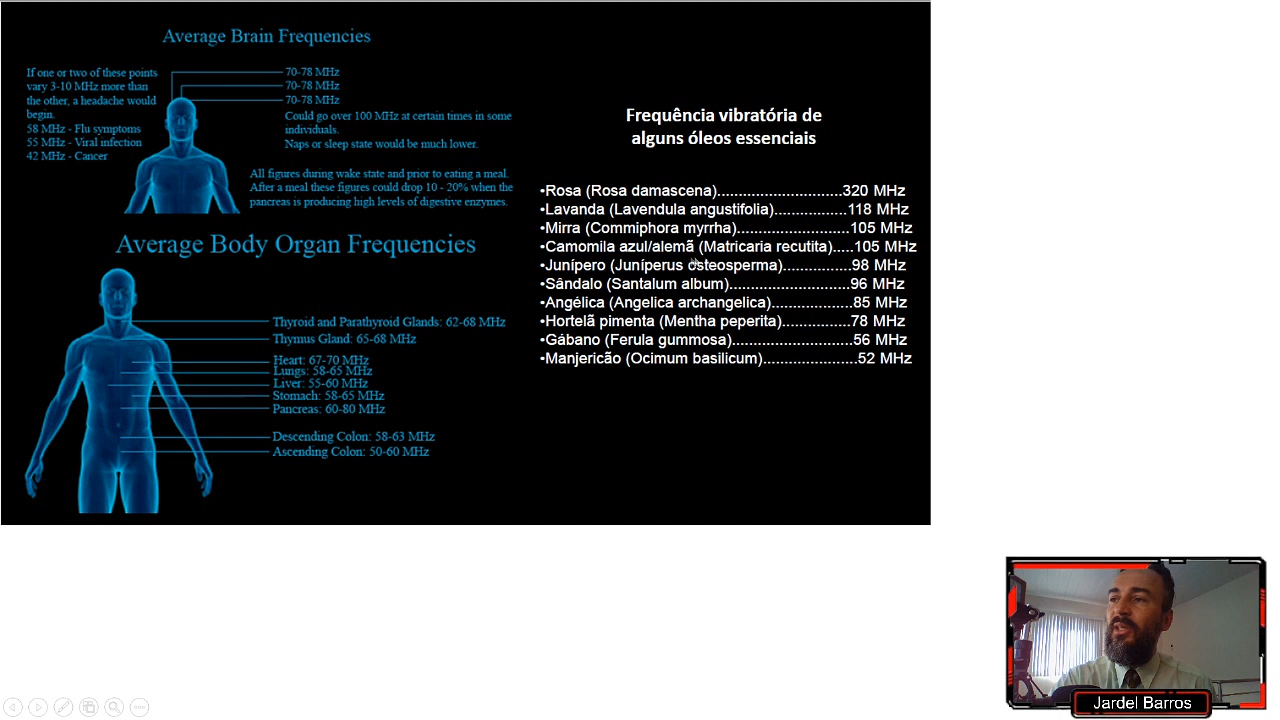 Average Brain Frequencies
If one or two of these points
vary 3-10 MHz more than
the other, a headache would
begin.
58 MHz - Flu symptoms
55 MHz - Viral infection
42 MHz - Cancer
70-78 MHz
70-78 MHz
70-78 MHz
Could go over 100 MHz at certain times in some
individuals.
Naps or sleep state would be much lower.
All figures during wake state and prior to eating a meal.
After a meal these figures could drop 10 - 20% when the
pancreas is producing high levels of digestive enzymes.
Average Body Organ Frequencies
Thyroid and Parathyroid Glands: 62-68 MHz
Thymus Gland: 65-68 MHz
Heart: 67-70 MHz
Lungs: 58-65 MHz
Liver: 55-60 MHz
Stomach: 58-65 MHz
Pancreas: 60-80 MHz
Descending Colon: 58-63 MHz
Ascending Colon: 50-60 MHz
Frequência vibratória de
alguns óleos essenciais
•Rosa (Rosa damascena)............................320 MHz
•Lavanda (Lavendula angustifolia).................118 MHz
•Mirra (Commiphora myrrha)..........................105 MHz
•Camomila azul/alemã (Matricaria recutita).....105 MHz
•Junípero (Juníperus osteosperma)................98 MHz
•Sândalo (Santalum album)............................96 MHz
•Angélica (Angelica archangelica)...................85 MHz
•Hortelã pimenta (Mentha peperita)................78 MHz
•Gábano (Ferula gummosa)............................56 MHz
•Manjericão (Ocimum basilicum).......................52 MHz
Jardel Barros